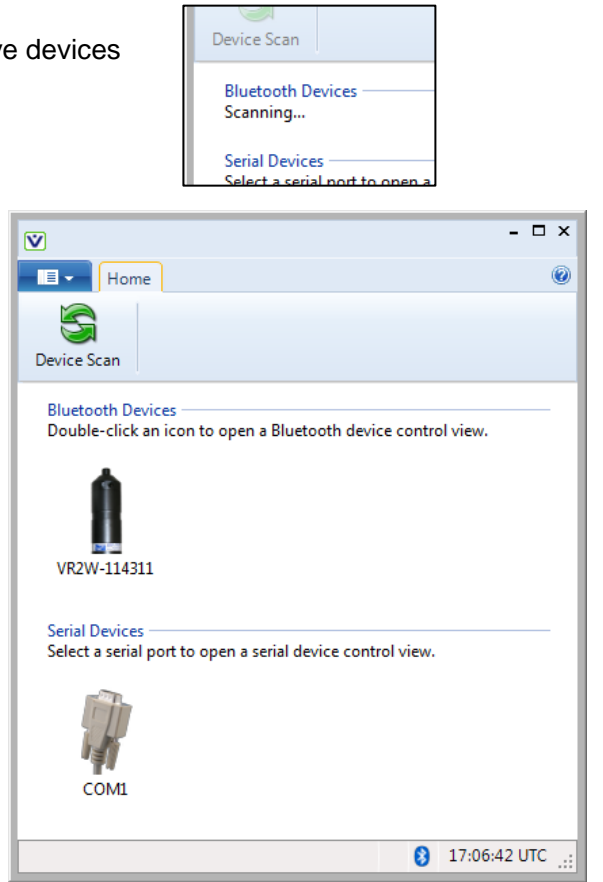 ve devices
Device Scan
Bluetooth Devices
Scanning...
Serial Devices
Select a serial port to open a
Home
Device Scan
Bluetooth Devices
Double-click an icon to open a Bluetooth device control view.
VR2W-114311
Serial Devices
Select a serial port to open a serial device control view.
COM1
17:06:42 UTC